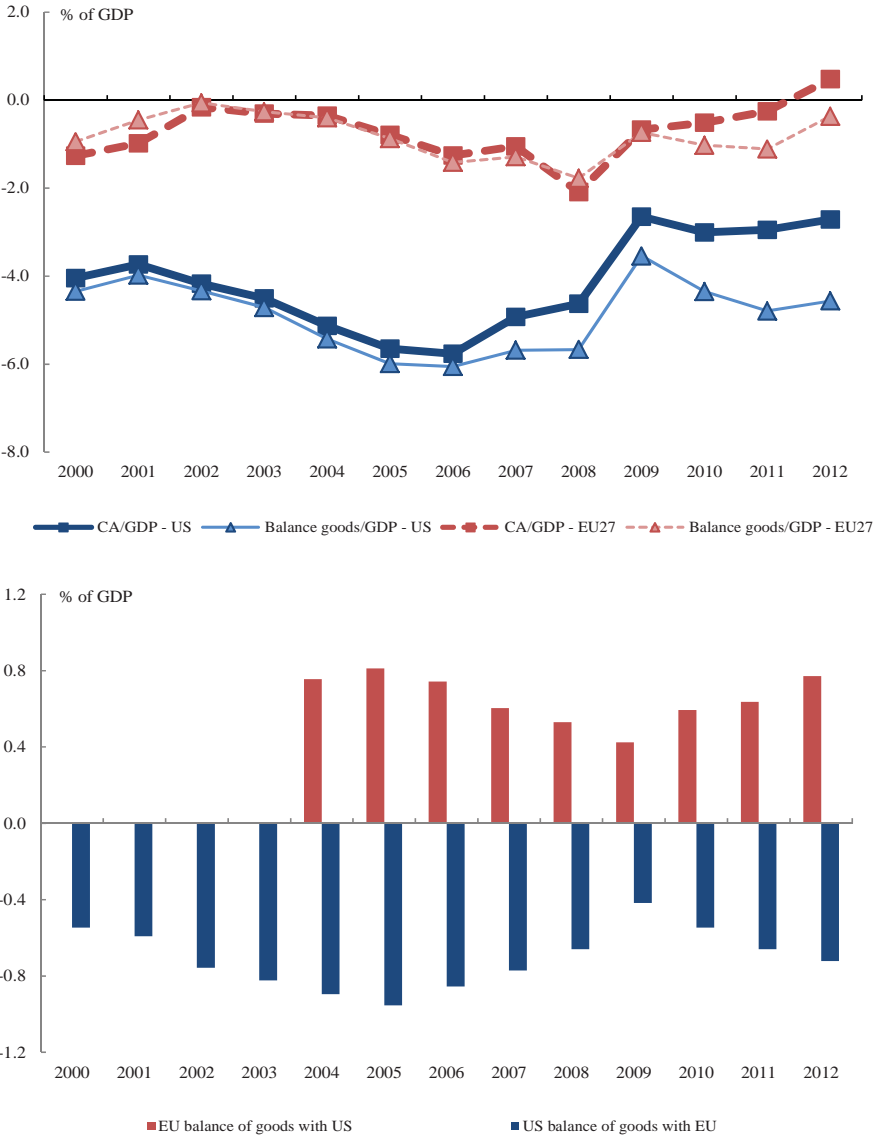 % of GDP
2.0
0.0
-2.0
-4.0
-6.0
-8.0
2000 2001 2002 2003 2004 2005 2006 2007 2008 2009 2010 2011 2012
CA/GDP - US Balance goods/GDP - US CA/GDP - EU27 Balance goods/GDP - EU27
% of GDP
1.2
0.8
0.4
0.0
-0.4
-0.8
-1.2
2000 2001 2002 2003 2004 2005 2006 2007 2008 2009 2010 2011 2012
EU balance of goods with US US balance of goods with EU